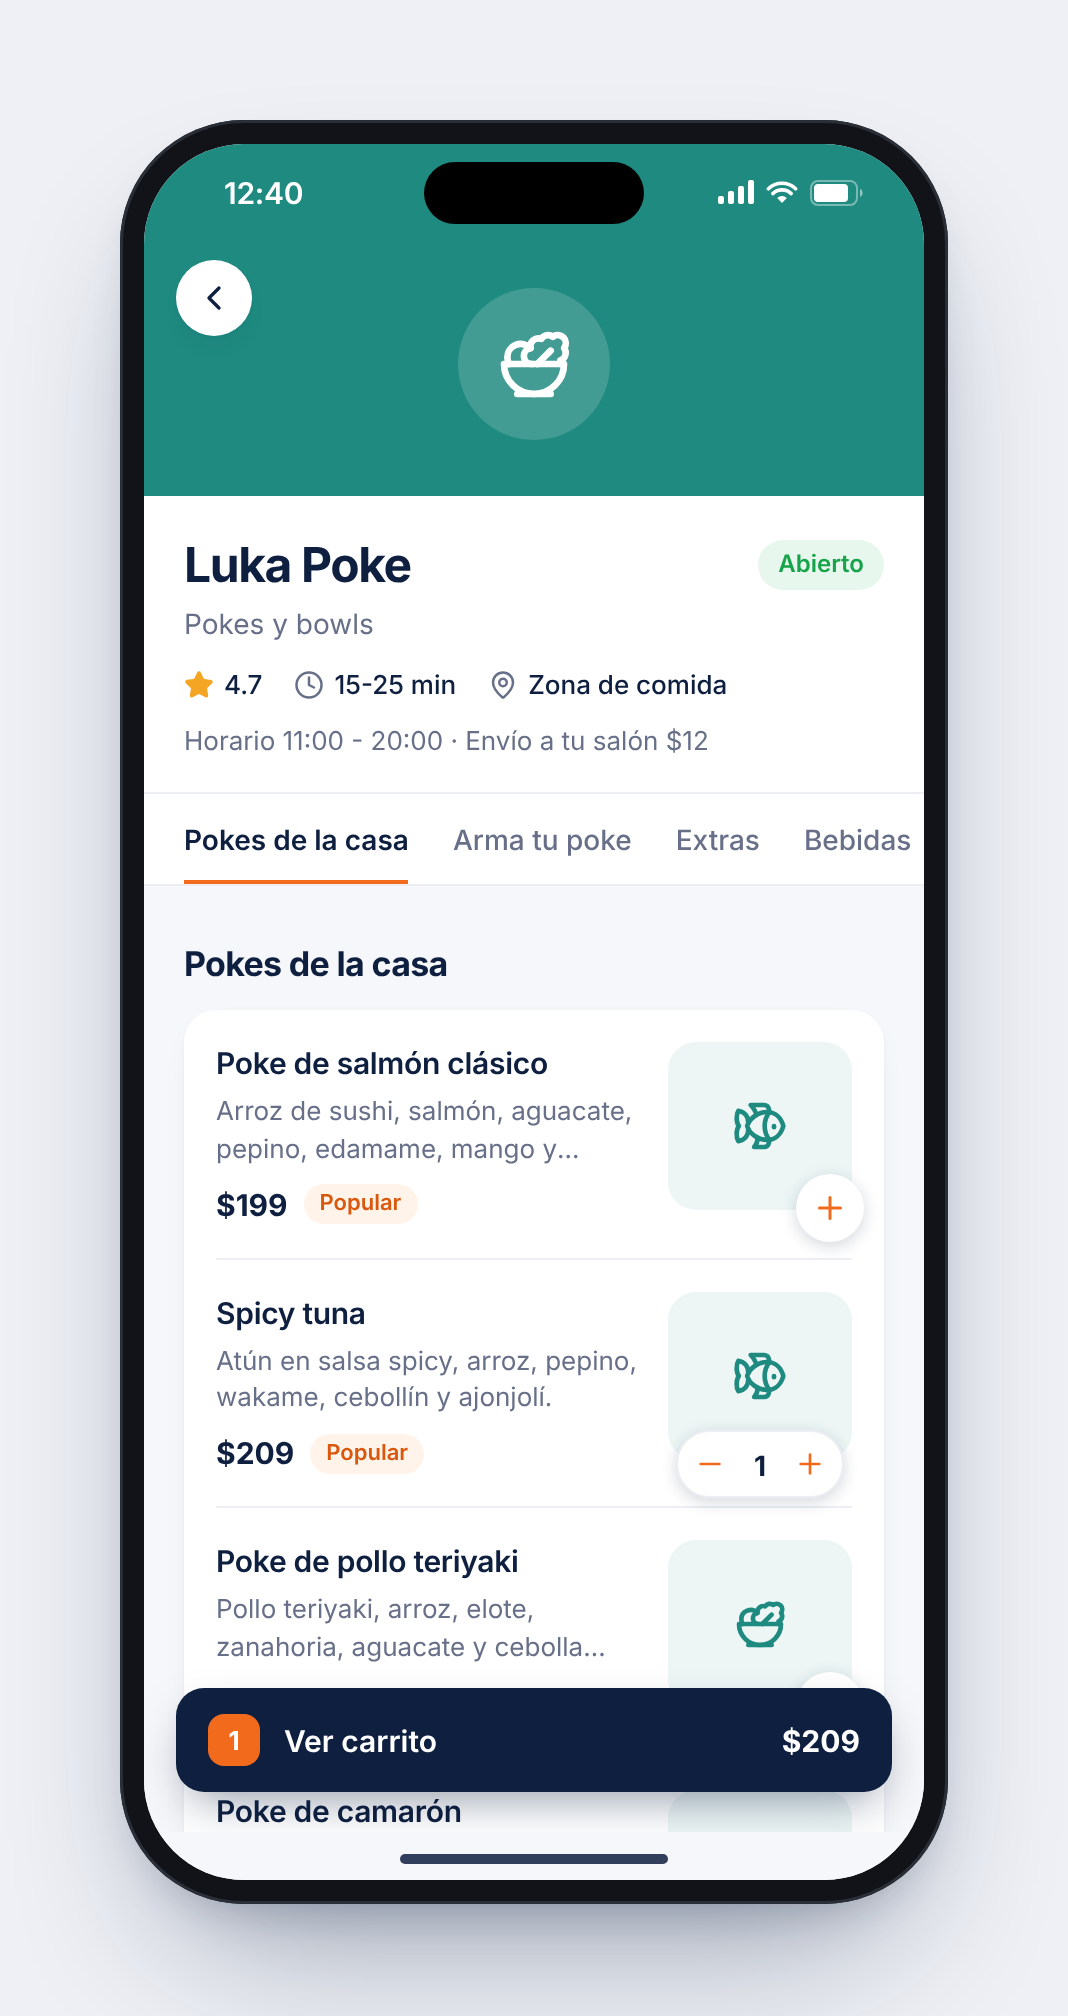 12:40
Luka Poke
Abierto
Pokes y bowls
4.7 15-25 min Zona de comida
Horario 11:00 - 20:00 · Envío a tu salón $12
Pokes de la casa Arma tu poke Extras Bebidas
Pokes de la casa
Poke de salmón clásico
Arroz de sushi, salmón, aguacate,
pepino, edamame, mango y...
$199 Popular
Spicy tuna
Atún en salsa spicy, arroz, pepino,
wakame, cebollín y ajonjolí.
$209 Popular
1
Poke de pollo teriyaki
Pollo teriyaki, arroz, elote,
zanahoria, aguacate y cebolla...
1 Ver carrito $209
Poke de camarón